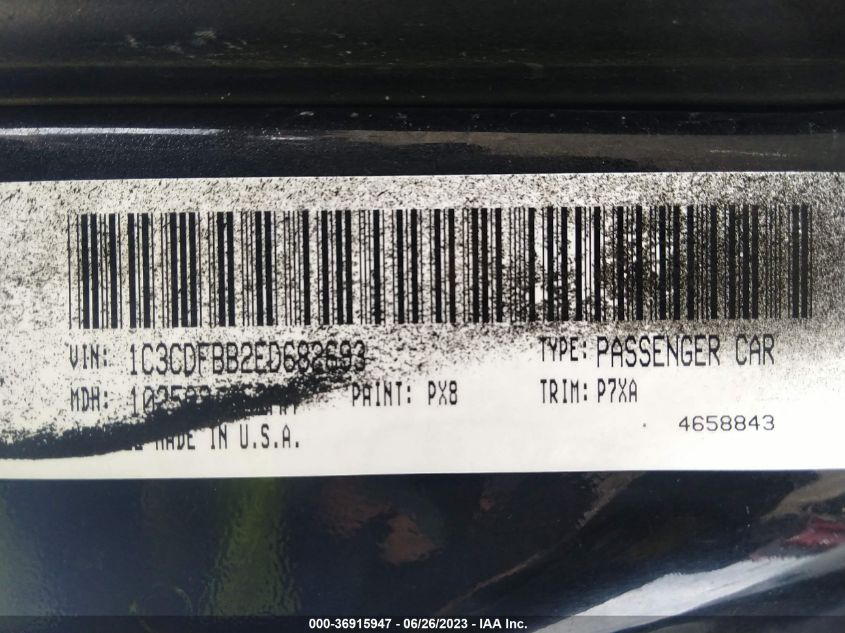 VIN: 1C3CDFBB2ED682693 TYPE: PASSENGER CAR
MDH: PAINT: PX8 TRIM: P7XA
MADE IN U.S.A. 4658843
000-36915947 - 06/26/2023 - IAA Inc.